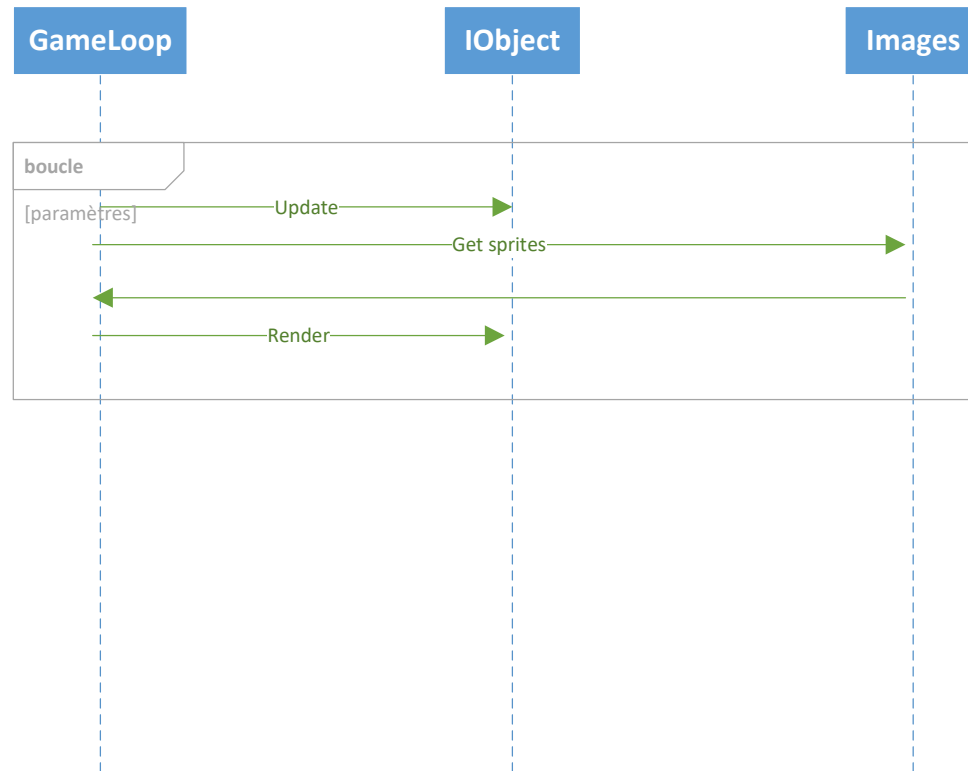 GameLoop
IObject
Images
boucle
[paramètres]
Update
Get sprites
Render